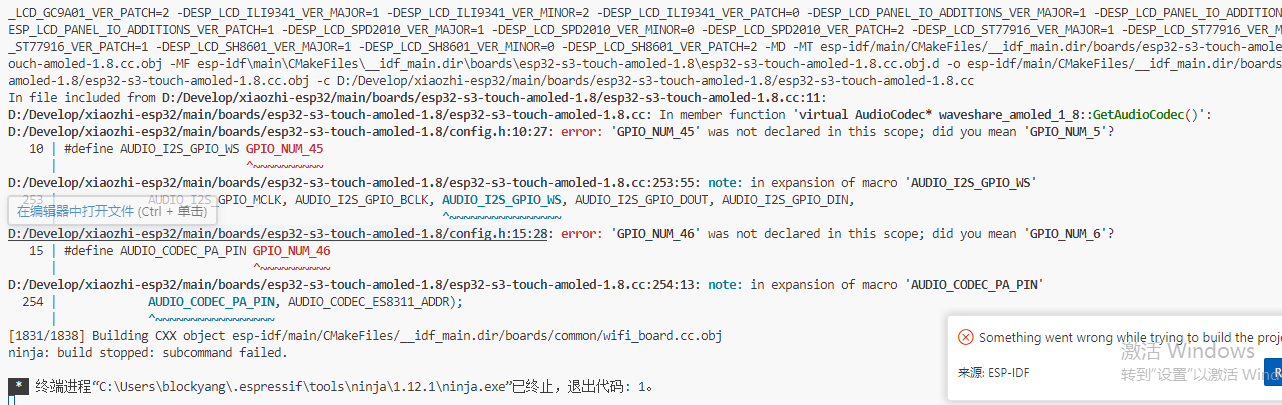 _LCD_GC9A01_VER_PATCH=2 -DESP_LCD_ILI9341_VER_MAJOR=1 -DESP_LCD_ILI9341_VER_MINOR=2 -DESP_LCD_ILI9341_VER_PATCH=0 -DESP_LCD_PANEL_IO_ADDITIONS_VER_MAJOR=1 -DESP_LCD_PANEL_IO_ADDITION
ESP_LCD_PANEL_IO_ADDITIONS_VER_PATCH=1 -DESP_LCD_SPD2010_VER_MAJOR=1 -DESP_LCD_SPD2010_VER_MINOR=0 -DESP_LCD_SPD2010_VER_PATCH=2 -DESP_LCD_ST77916_VER_MAJOR=1 -DESP_LCD_ST77916_VER_M
_ST77916_VER_PATCH=1 -DESP_LCD_SH8601_VER_MAJOR=1 -DESP_LCD_SH8601_VER_MINOR=0 -DESP_LCD_SH8601_VER_PATCH=2 -MD -MT esp-idf/main/CMakeFiles/__idf_main.dir/boards/esp32-s3-touch-amole
ouch-amoled-1.8.cc.obj -MF esp-idf\main\CMakeFiles\__idf_main.dir\boards\esp32-s3-touch-amoled-1.8\esp32-s3-touch-amoled-1.8.cc.obj.d -o esp-idf/main/CMakeFiles/__idf_main.dir/boards
amoled-1.8/esp32-s3-touch-amoled-1.8.cc.obj -c D:/Develop/xiaozhi-esp32/main/boards/esp32-s3-touch-amoled-1.8/esp32-s3-touch-amoled-1.8.cc
In file included from D:/Develop/xiaozhi-esp32/main/boards/esp32-s3-touch-amoled-1.8/esp32-s3-touch-amoled-1.8.cc:11:
D:/Develop/xiaozhi-esp32/main/boards/esp32-s3-touch-amoled-1.8/esp32-s3-touch-amoled-1.8.cc: In member function 'virtual AudioCodec* waveshare_amoled_1_8::GetAudioCodec()':
D:/Develop/xiaozhi-esp32/main/boards/esp32-s3-touch-amoled-1.8/config.h:10:27: error: 'GPIO_NUM_45' was not declared in this scope; did you mean 'GPIO_NUM_5'?
10 | #define AUDIO_I2S_GPIO_WS GPIO_NUM_45
| ^~~~~~~~~~~
D:/Develop/xiaozhi-esp32/main/boards/esp32-s3-touch-amoled-1.8/esp32-s3-touch-amoled-1.8.cc:253:55: note: in expansion of macro 'AUDIO_I2S_GPIO_WS'
253 | AUDIO_I2S_GPIO_MCLK, AUDIO_I2S_GPIO_BCLK, AUDIO_I2S_GPIO_WS, AUDIO_I2S_GPIO_DOUT, AUDIO_I2S_GPIO_DIN,
在编辑器中打开文件 (Ctrl + 单击)
^~~~~~~~~~~~~~~~~
D:/Develop/xiaozhi-esp32/main/boards/esp32-s3-touch-amoled-1.8/config.h:15:28: error: 'GPIO_NUM_46' was not declared in this scope; did you mean 'GPIO_NUM_6'?
15 | #define AUDIO_CODEC_PA_PIN GPIO_NUM_46
| ^~~~~~~~~~~
D:/Develop/xiaozhi-esp32/main/boards/esp32-s3-touch-amoled-1.8/esp32-s3-touch-amoled-1.8.cc:254:13: note: in expansion of macro 'AUDIO_CODEC_PA_PIN'
254 | AUDIO_CODEC_PA_PIN, AUDIO_CODEC_ES8311_ADDR);
| ^~~~~~~~~~~~~~~~~~
[1831/1838] Building CXX object esp-idf/main/CMakeFiles/__idf_main.dir/boards/common/wifi_board.cc.obj
ninja: build stopped: subcommand failed.
Something went wrong while trying to build the proje
激活 Windows
来源: ESP-IDF
转到"设置"以激活 Wind
R
* 终端进程“C:\Users\blockyang\.espressif\tools\ninja\1.12.1\ninja.exe”已终止，退出代码: 1。